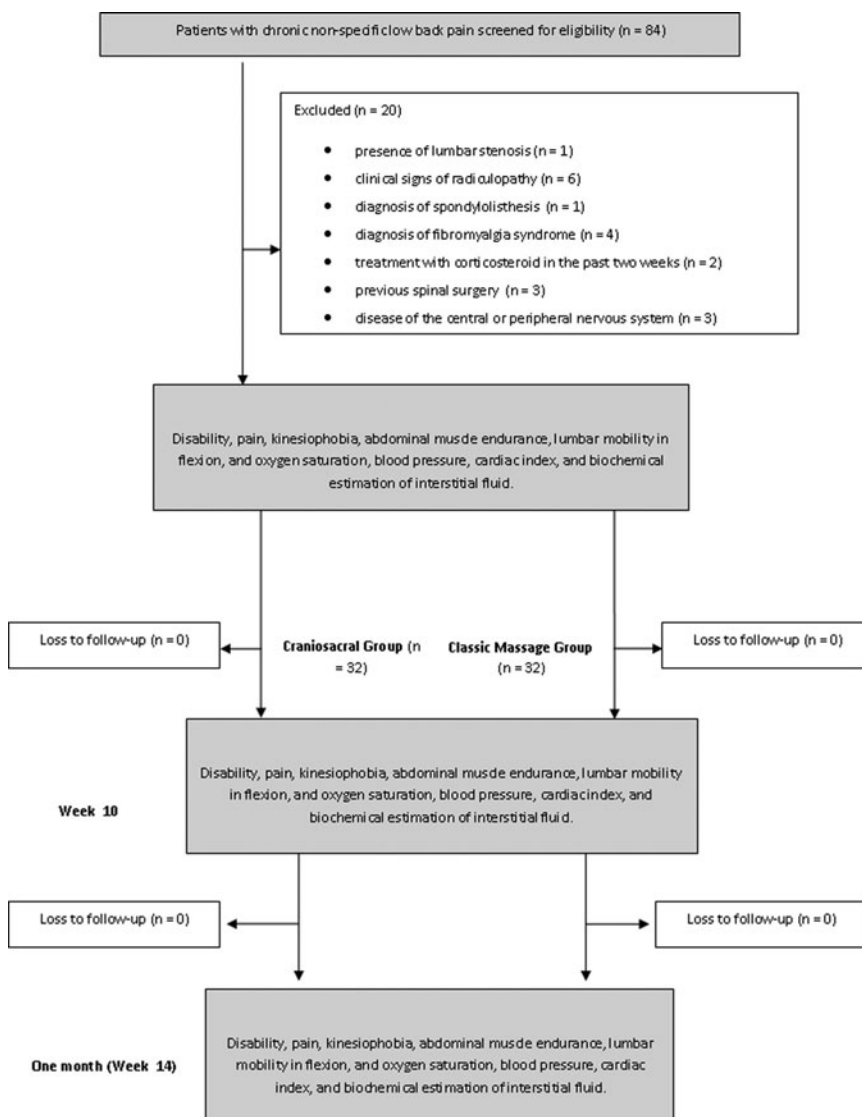 Patients with chronic non-specific low back pain screened for eligibility (n = 84)
Excluded (n = 20)
• presence of lumbar stenosis (n = 1)
• clinical signs of radiculopathy (n = 6)
• diagnosis of spondylolisthesis (n = 1)
• diagnosis of fibromyalgia syndrome (n = 4)
• treatment with corticosteroid in the past two weeks (n = 2)
• previous spinal surgery (n = 3)
• disease of the central or peripheral nervous system (n = 3)
Disability, pain, kinesiophobia, abdominal muscle endurance, lumbar mobility in
flexion, and oxygen saturation, blood pressure, cardiac index, and biochemical
estimation of interstitial fluid.
Loss to follow-up (n = 0)
Craniosacral Group (n
= 32)
Classic Massage Group
(n = 32)
Loss to follow-up (n = 0)
Week 10
Disability, pain, kinesiophobia, abdominal muscle endurance, lumbar mobility
in flexion, and oxygen saturation, blood pressure, cardiac index, and
biochemical estimation of interstitial fluid.
Loss to follow-up (n = 0)
Loss to follow-up (n = 0)
One month (Week 14)
Disability, pain, kinesiophobia, abdominal muscle endurance, lumbar
mobility in flexion, and oxygen saturation, blood pressure, cardiac
index, and biochemical estimation of interstitial fluid.